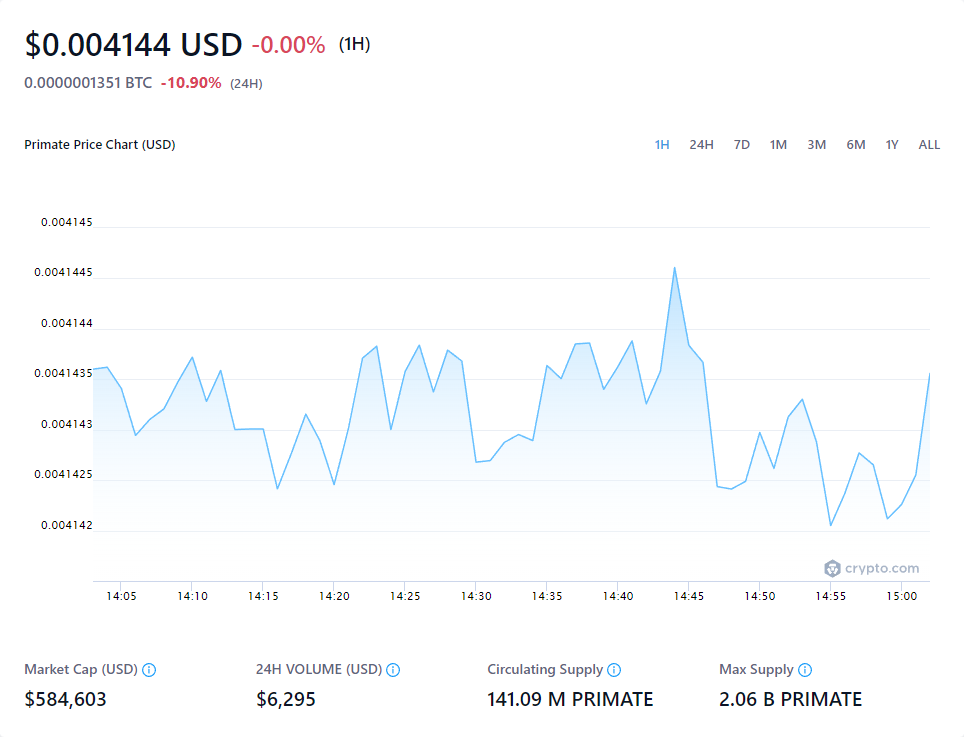 $0.004144 USD -0.00% (1H)
0.0000001351 BTC -10.90% (24H)
Primate Price Chart (USD) 1H 24H 7D 1M 3M 6M 1Y ALL
0.004145
0.0041445
0.004144
0.0041435
0.004143
0.0041425
0.004142
crypto.com
14:05 14:10 14:15 14:20 14:25 14:30 14:35 14:40 14:45 14:50 14:55 15:00
Market Cap (USD) 24H VOLUME (USD) Circulating Supply Max Supply
$584,603 $6,295 141.09 M PRIMATE 2.06 B PRIMATE